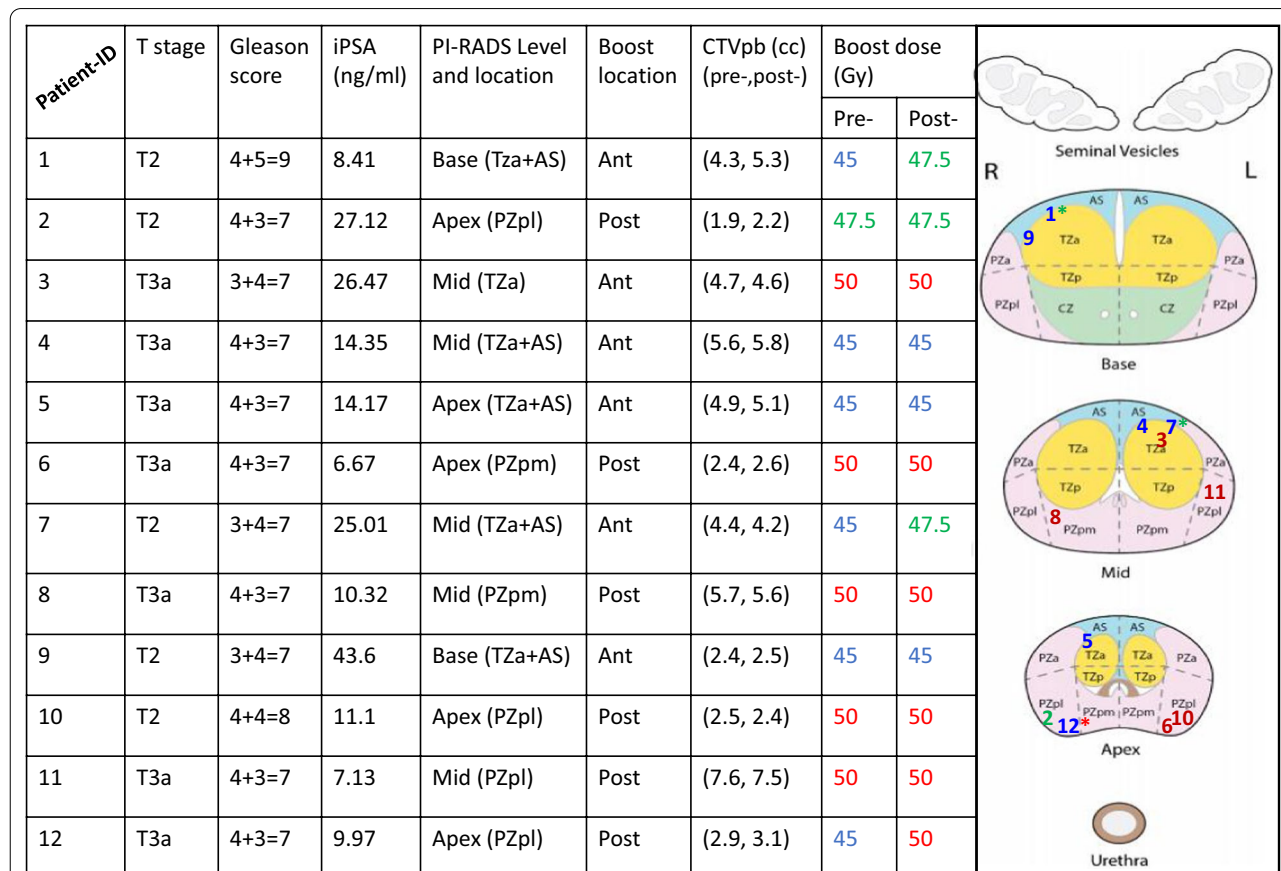 Patient-ID T stage Gleason score iPSA (ng/ml) PI-RADS Level and location Boost location CTVpb (cc) (pre-,post-) Boost dose (Gy)
Pre- Post-
1 T2 4+5=9 8.41 Base (Tza+AS) Ant (4.3, 5.3) 45 47.5
2 T2 4+3=7 27.12 Apex (PZpl) Post (1.9, 2.2) 47.5 47.5
3 T3a 3+4=7 26.47 Mid (TZa) Ant (4.7, 4.6) 50 50
4 T3a 4+3=7 14.35 Mid (TZa+AS) Ant (5.6, 5.8) 45 45
5 T3a 4+3=7 14.17 Apex (TZa+AS) Ant (4.9, 5.1) 45 45
6 T3a 4+3=7 6.67 Apex (PZpm) Post (2.4, 2.6) 50 50
7 T2 3+4=7 25.01 Mid (TZa+AS) Ant (4.4, 4.2) 45 47.5
8 T3a 4+3=7 10.32 Mid (PZpm) Post (5.7, 5.6) 50 50
9 T2 3+4=7 43.6 Base (TZa+AS) Ant (2.4, 2.5) 45 45
10 T2 4+4=8 11.1 Apex (PZpl) Post (2.5, 2.4) 50 50
11 T3a 4+3=7 7.13 Mid (PZpl) Post (7.6, 7.5) 50 50
12 T3a 4+3=7 9.97 Apex (PZpl) Post (2.9, 3.1) 45 50
Seminal Vesicles
R L
AS AS
1*
9 TZa TZa
PZa PZa
TZp TZp
PZpl CZ CZ PZpl
Base
AS AS
4 7*
3
TZa TZa
PZa PZa
TZp TZp 11
PZpl PZpl
8 PZpm PZpm
Mid
AS AS
5
PZa TZa TZa PZa
TZp TZp
PZpl PZpl
2 12* PZpm PZpm 6 10
Apex
Urethra